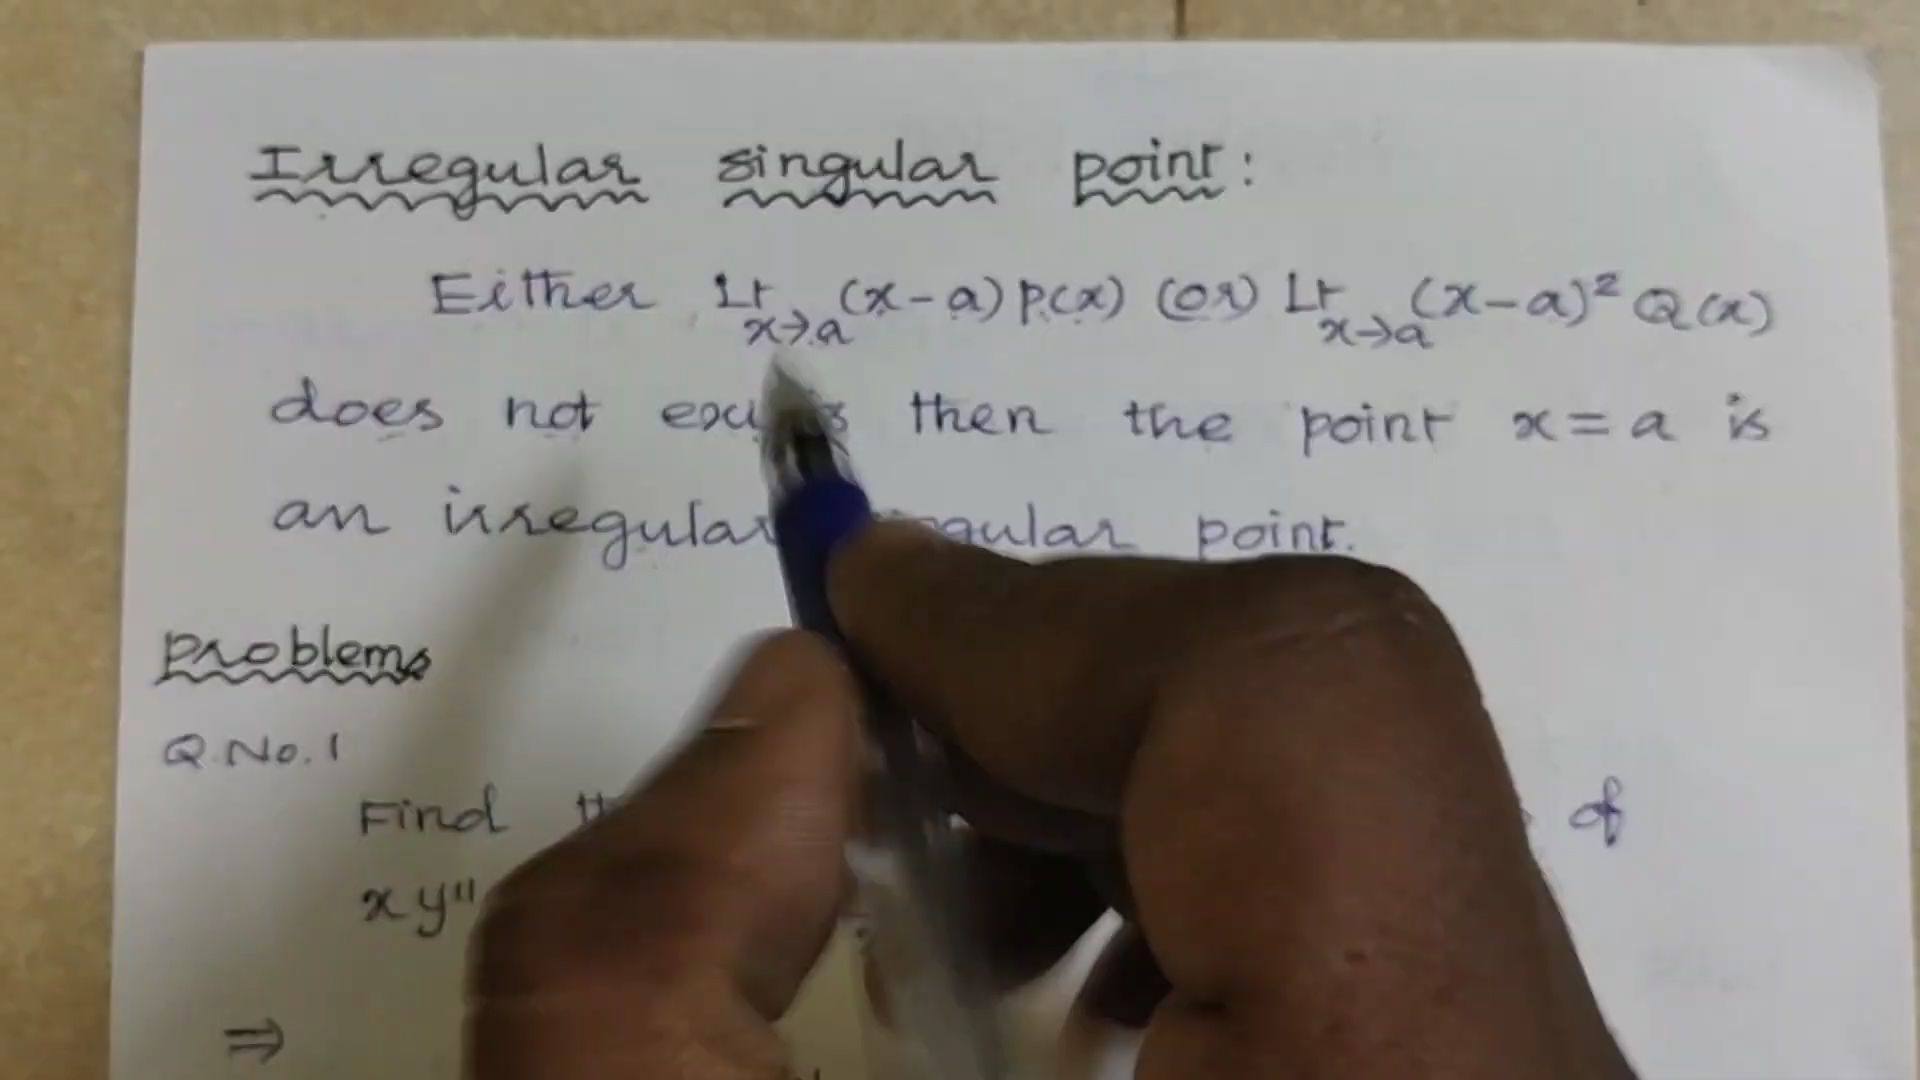 Irregular singular point:
Either Lt x→a (x-a) P(x) (or) Lt x→a (x-a)² Q(x)
does not then the point x = a is
an irregular point.
Problems
Q.No.1
Find of
xy"
⇒